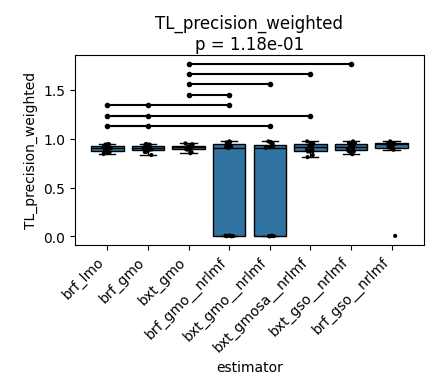 TL_precision_weighted
p = 1.18e-01
TL_precision_weighted
1.5
1.0
0.5
0.0
brf_lmo
brf_gmo
bxt_gmo
brf_gmo__nrlmf
bxt_gmo__nrlmf
bxt_gmosa__nrlmf
bxt_gso__nrlmf
brf_gso__nrlmf
estimator